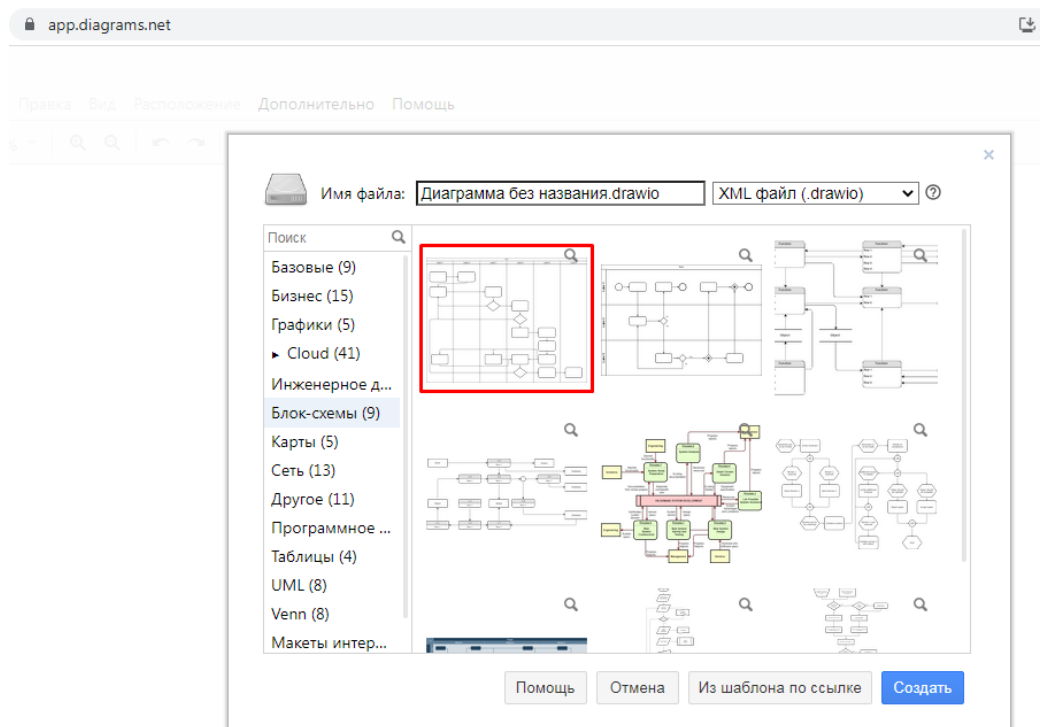 app.diagrams.net
Правка Вид Расположение Дополнительно Помощь
Имя файла: Диаграмма без названия.drawio XML файл (.drawio)
Поиск
Базовые (9)
Бизнес (15)
Графики (5)
Cloud (41)
Инженерное д...
Блок-схемы (9)
Карты (5)
Сеть (13)
Другое (11)
Программное ...
Таблицы (4)
UML (8)
Venn (8)
Макеты интер...
Помощь Отмена Из шаблона по ссылке Создать